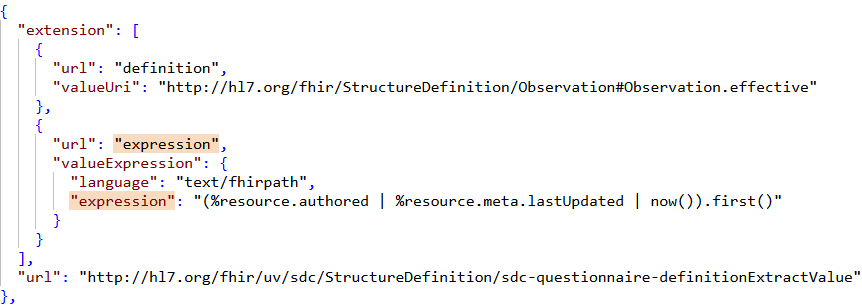 {
  "extension": [
    {
      "url": "definition",
      "valueUri": "http://hl7.org/fhir/StructureDefinition/Observation#Observation.effective"
    },
    {
      "url": "expression",
      "valueExpression": {
        "language": "text/fhirpath",
        "expression": "(%resource.authored | %resource.meta.lastUpdated | now()).first()"
      }
    }
  ],
  "url": "http://hl7.org/fhir/uv/sdc/StructureDefinition/sdc-questionnaire-definitionExtractValue"
},